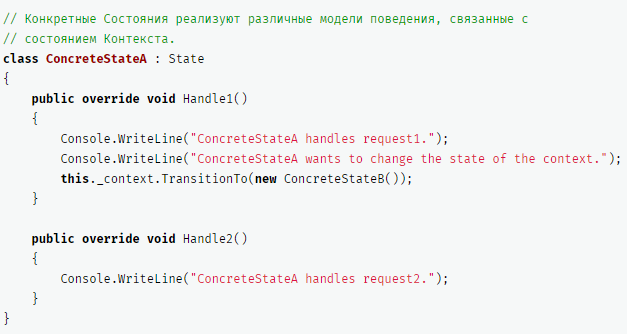 // Конкретные Состояния реализуют различные модели поведения, связанные с
// состоянием Контекста.
class ConcreteStateA : State
{
    public override void Handle1()
    {
        Console.WriteLine("ConcreteStateA handles request1.");
        Console.WriteLine("ConcreteStateA wants to change the state of the context.");
        this._context.TransitionTo(new ConcreteStateB());
    }

    public override void Handle2()
    {
        Console.WriteLine("ConcreteStateA handles request2.");
    }
}